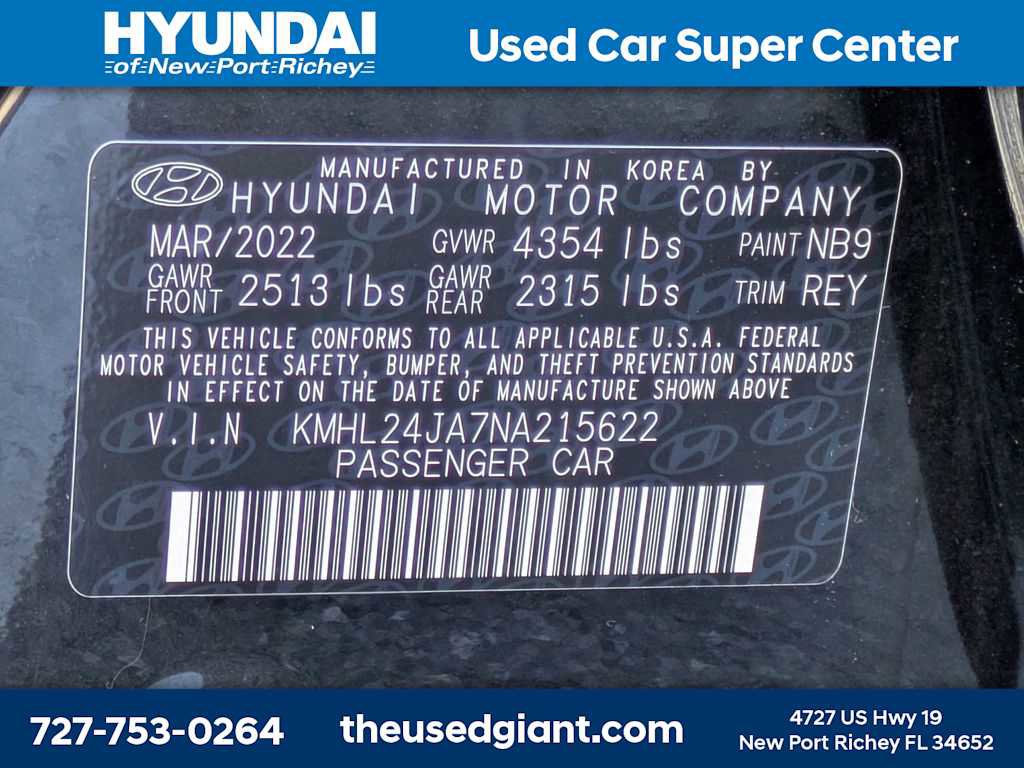 HYUNDAI
of New Port Richey
Used Car Super Center
MANUFACTURED IN KOREA BY
HYUNDAI MOTOR COMPANY
MAR/2022 GVWR 4354 lbs PAINT NB9
GAWR FRONT 2513 lbs GAWR REAR 2315 lbs TRIM REY
THIS VEHICLE CONFORMS TO ALL APPLICABLE U.S.A. FEDERAL
MOTOR VEHICLE SAFETY, BUMPER, AND THEFT PREVENTION STANDARDS
IN EFFECT ON THE DATE OF MANUFACTURE SHOWN ABOVE
V.I.N KMHL24JA7NA215622
PASSENGER CAR
727-753-0264
theusedgiant.com
4727 US Hwy 19
New Port Richey FL 34652